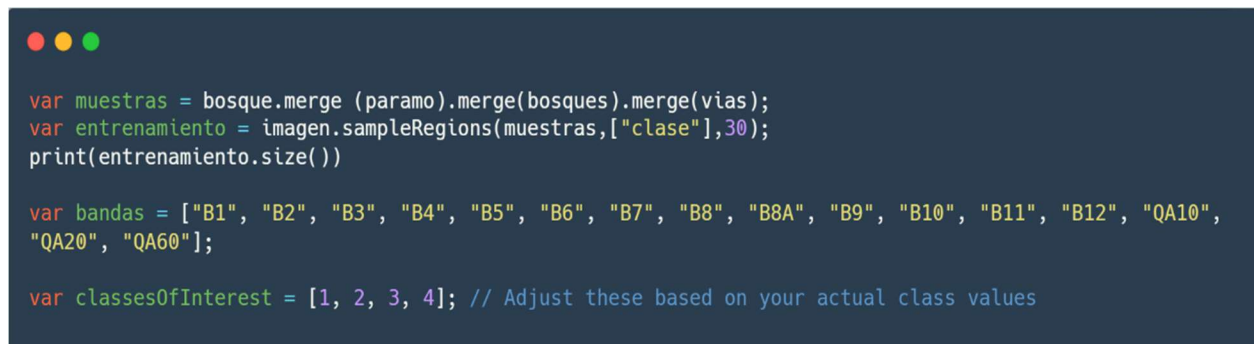 var muestras = bosque.merge (paramo).merge(bosques).merge(vias);
var entrenamiento = imagen.sampleRegions(muestras,["clase"],30);
print(entrenamiento.size())
var bandas = ["B1", "B2", "B3", "B4", "B5", "B6", "B7", "B8", "B8A", "B9", "B10", "B11", "B12", "QA10",
"QA20", "QA60"];
var classesOfInterest = [1, 2, 3, 4]; // Adjust these based on your actual class values